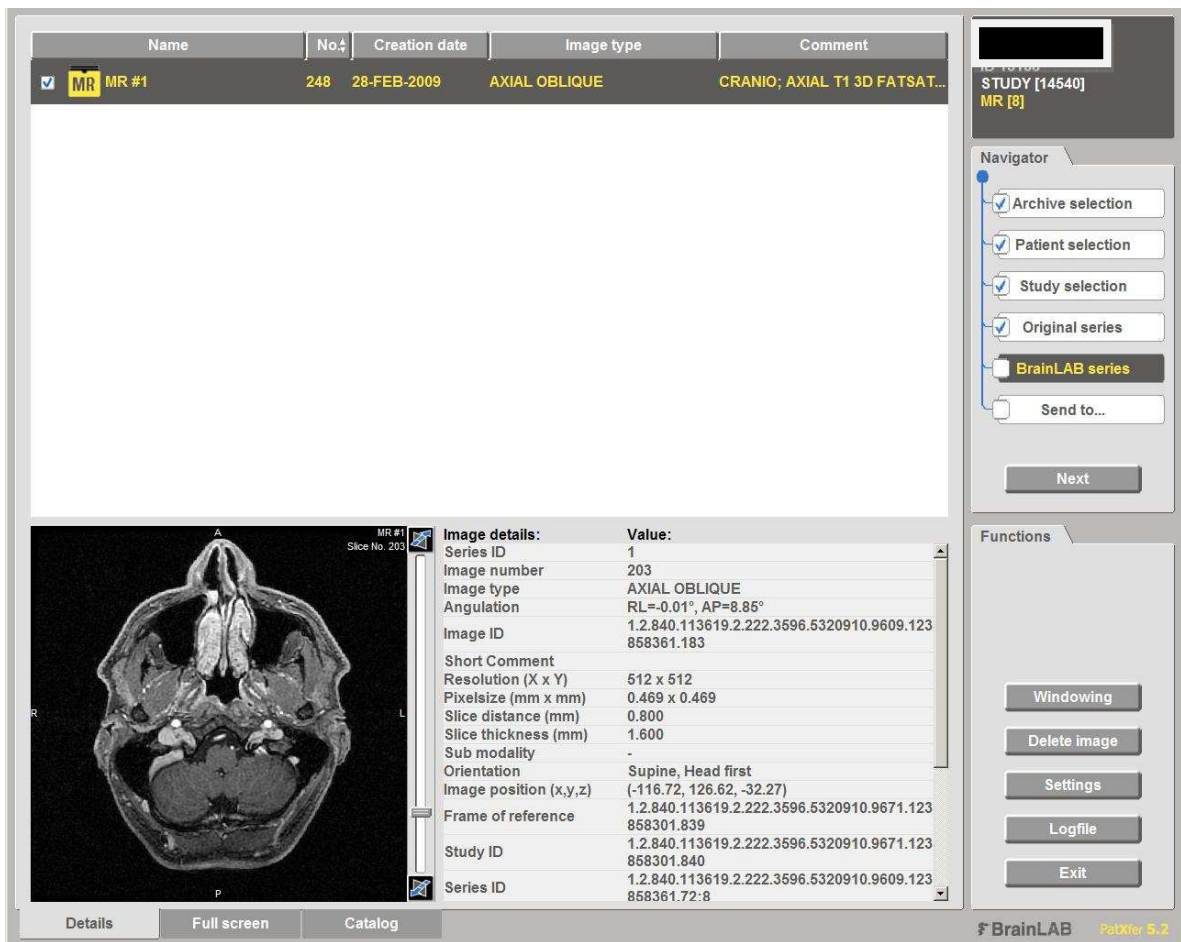 Name No. Creation date Image type Comment
MR MR #1 248 28-FEB-2009 AXIAL OBLIQUE CRANIO; AXIAL T1 3D FATSAT...
STUDY [14540]
MR [8]
Navigator
Archive selection
Patient selection
Study selection
Original series
BrainLAB series
Send to...
Next
A
MR #1
Slice No. 203
R
L
P
Image details: Value:
Series ID 1
Image number 203
Image type AXIAL OBLIQUE
Angulation RL=-0.01°, AP=8.85°
Image ID 1.2.840.113619.2.222.3596.5320910.9609.123
858361.183
Short Comment
Resolution (X x Y) 512 x 512
Pixelsize (mm x mm) 0.469 x 0.469
Slice distance (mm) 0.800
Slice thickness (mm) 1.600
Sub modality -
Orientation Supine, Head first
Image position (x,y,z) (-116.72, 126.62, -32.27)
Frame of reference 1.2.840.113619.2.222.3596.5320910.9671.123
858301.839
Study ID 1.2.840.113619.2.222.3596.5320910.9671.123
858301.840
Series ID 1.2.840.113619.2.222.3596.5320910.9609.123
858361.72:8
Functions
Windowing
Delete image
Settings
Logfile
Exit
Details Full screen Catalog
BrainLAB PatXfer 5.2